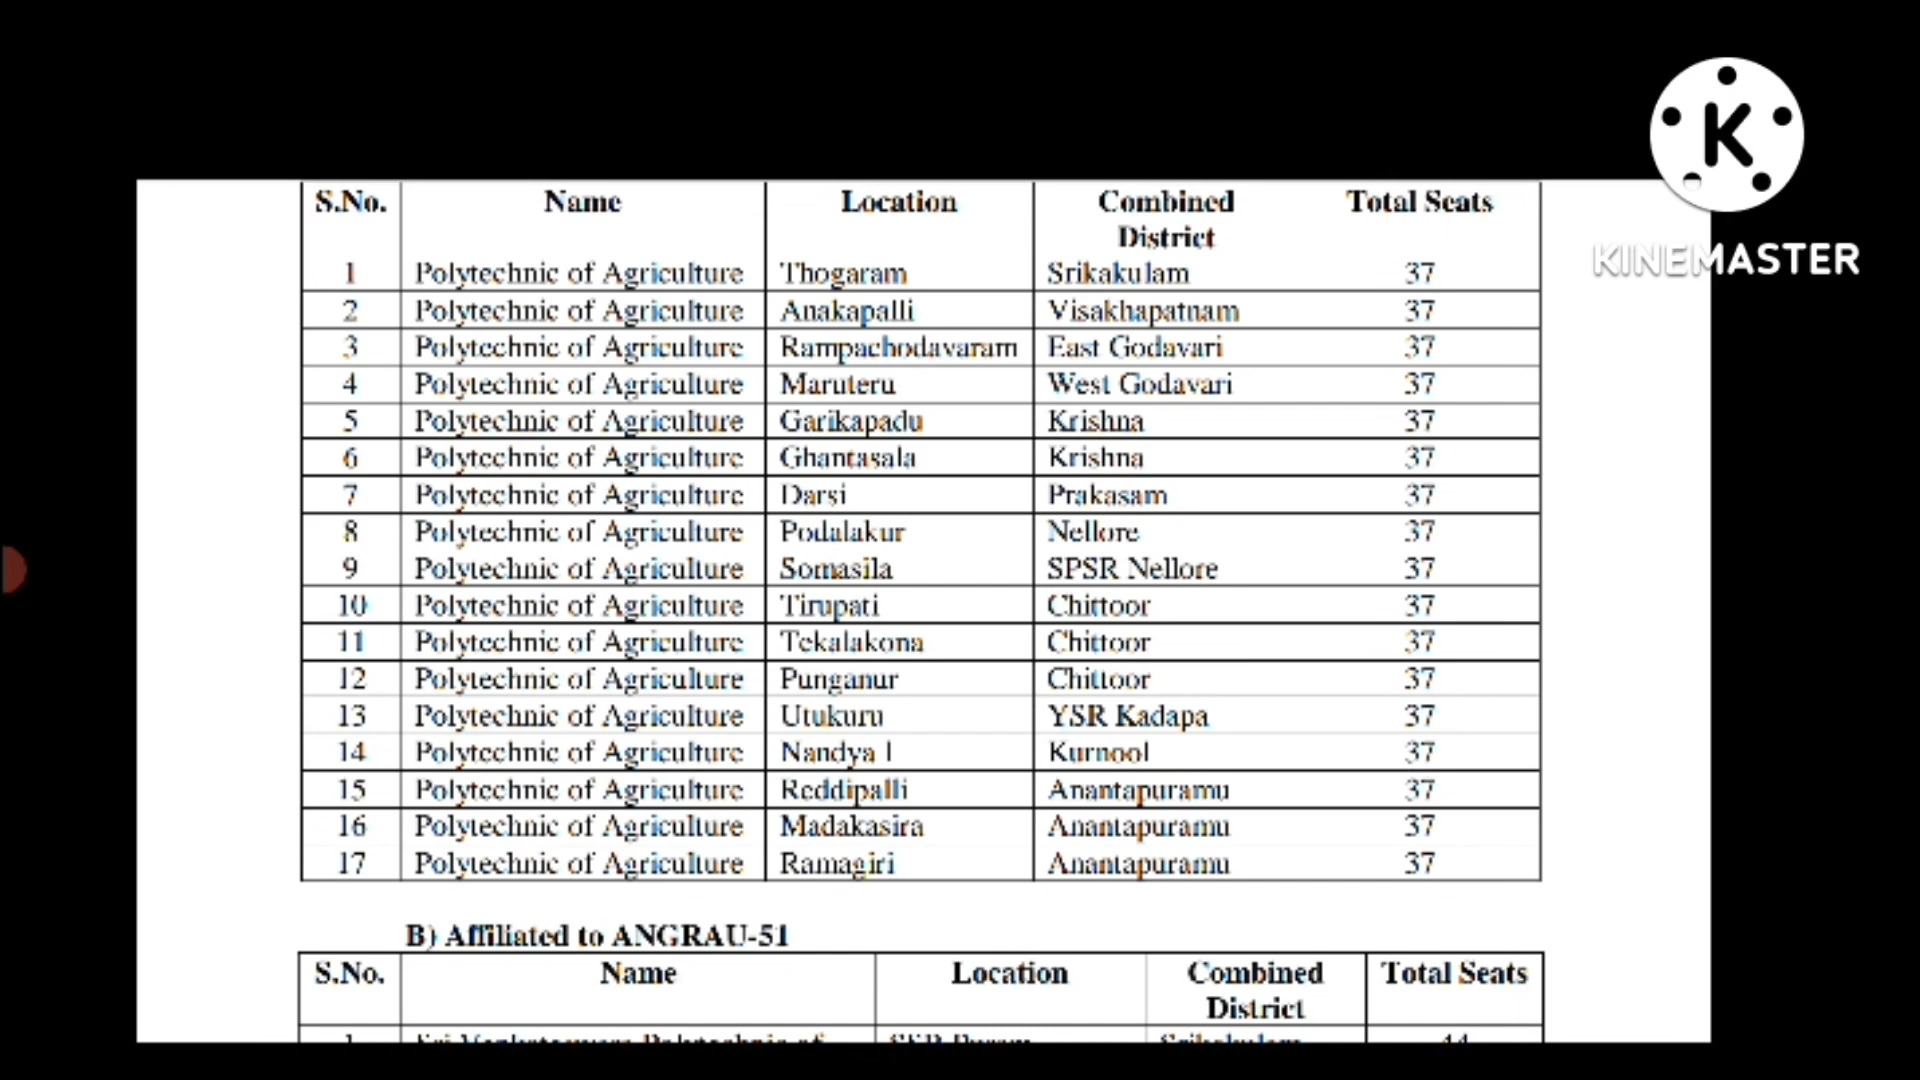 K
KINEMASTER
S.No. Name Location Combined District Total Seats
1 Polytechnic of Agriculture Thogaram Srikakulam 37
2 Polytechnic of Agriculture Anakapalli Visakhapatnam 37
3 Polytechnic of Agriculture Rampachodavaram East Godavari 37
4 Polytechnic of Agriculture Maruteru West Godavari 37
5 Polytechnic of Agriculture Garikapadu Krishna 37
6 Polytechnic of Agriculture Ghantasala Krishna 37
7 Polytechnic of Agriculture Darsi Prakasam 37
8 Polytechnic of Agriculture Podalakur Nellore 37
9 Polytechnic of Agriculture Somasila SPSR Nellore 37
10 Polytechnic of Agriculture Tirupati Chittoor 37
11 Polytechnic of Agriculture Tekalakona Chittoor 37
12 Polytechnic of Agriculture Punganur Chittoor 37
13 Polytechnic of Agriculture Utukuru YSR Kadapa 37
14 Polytechnic of Agriculture Nandya l Kurnool 37
15 Polytechnic of Agriculture Reddipalli Anantapuramu 37
16 Polytechnic of Agriculture Madakasira Anantapuramu 37
17 Polytechnic of Agriculture Ramagiri Anantapuramu 37
B) Affiliated to ANGRAU-51
S.No. Name Location Combined District Total Seats